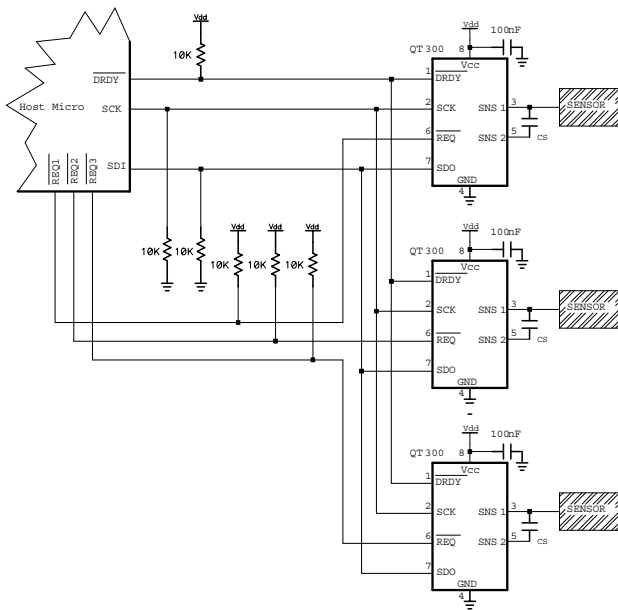 Vdd
10K
Host Micro
DRDY
SCK
SDI
REQ1
REQ2
REQ3
10K
10K
Vdd
10K
Vdd
10K
Vdd
10K
Vdd
100nF
QT300
8
Vcc
1
DRDY
2
SCK
SNS 1
3
SENSOR
6
REQ
SNS 2
5
CS
7
SDO
GND
4
Vdd
100nF
QT300
8
Vcc
1
DRDY
2
SCK
SNS 1
3
SENSOR
6
REQ
SNS 2
5
CS
7
SDO
GND
4
Vdd
100nF
QT300
8
Vcc
1
DRDY
2
SCK
SNS 1
3
SENSOR
6
REQ
SNS 2
5
CS
7
SDO
GND
4